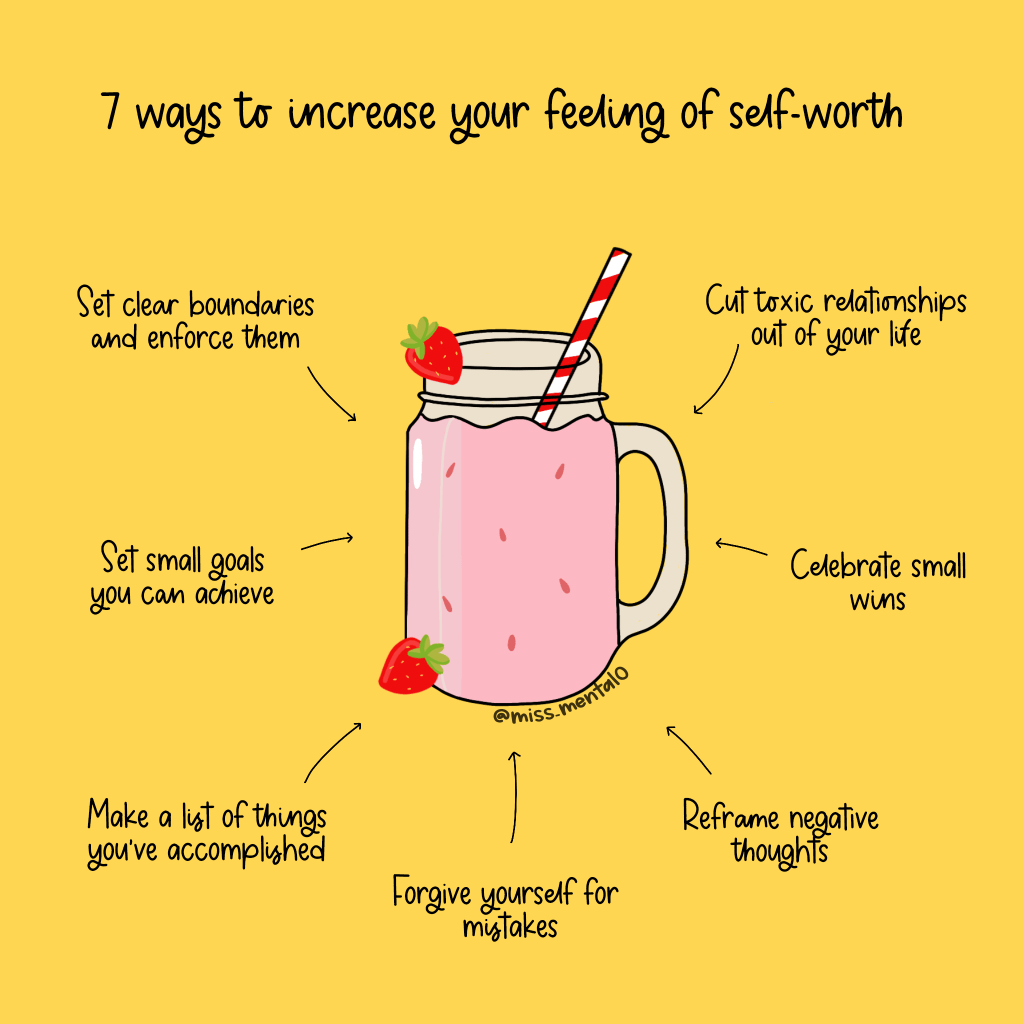 7 ways to increase your feeling of self-worth
Set clear boundaries
and enforce them
Cut toxic relationships
out of your life
Set small goals
you can achieve
Celebrate small
wins
@miss_mental0
Make a list of things
you've accomplished
Reframe negative
thoughts
Forgive yourself for
mistakes